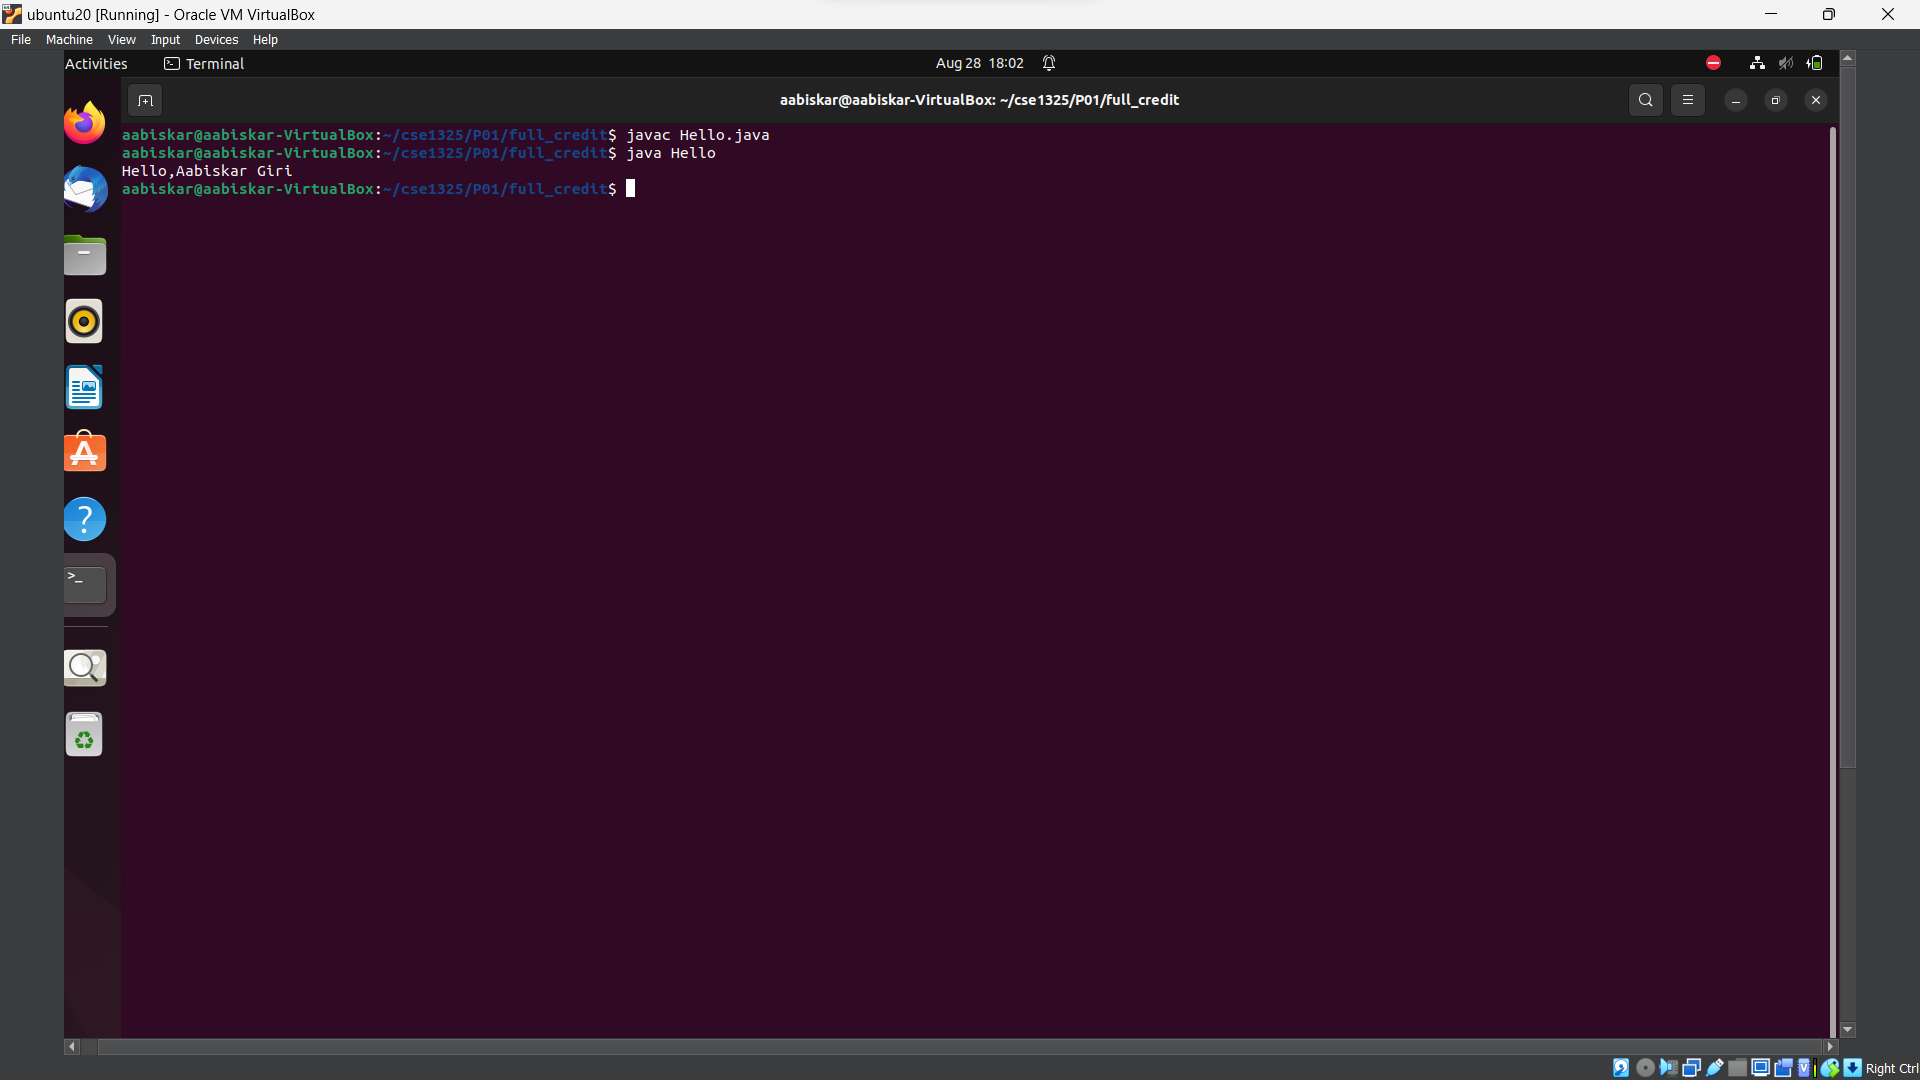 ubuntu20 [Running] - Oracle VM VirtualBox
File Machine View Input Devices Help
Activities Terminal Aug 28 18:02
aabiskar@aabiskar-VirtualBox: ~/cse1325/P01/full_credit
aabiskar@aabiskar-VirtualBox:~/cse1325/P01/full_credit$ javac Hello.java
aabiskar@aabiskar-VirtualBox:~/cse1325/P01/full_credit$ java Hello
Hello,Aabiskar Giri
aabiskar@aabiskar-VirtualBox:~/cse1325/P01/full_credit$
Right Ctrl